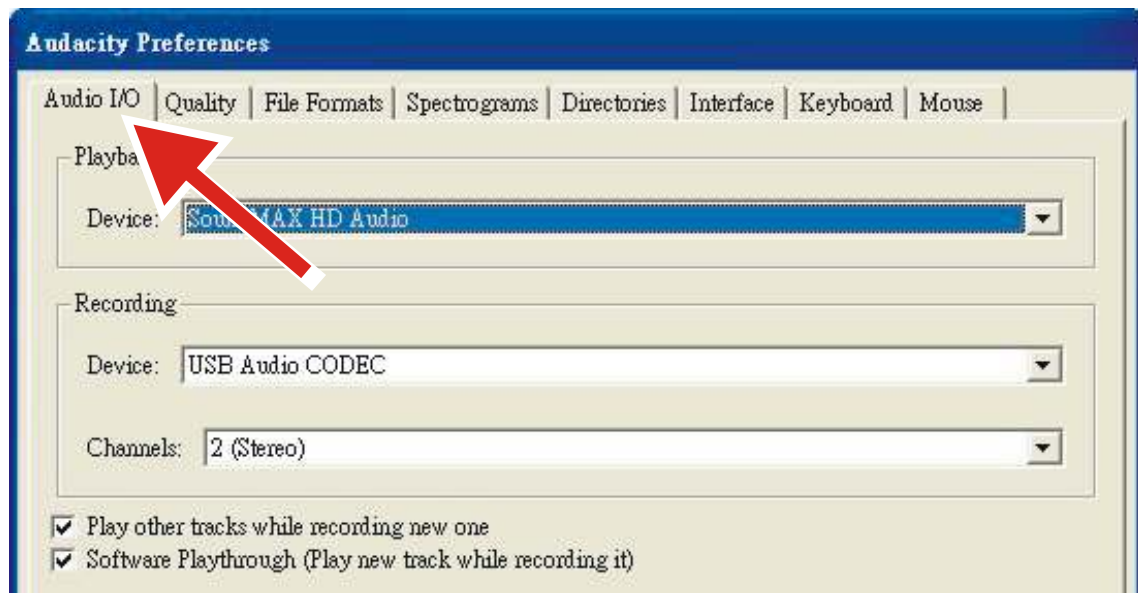 Audacity Preferences
Audio I/O Quality File Formats Spectrograms Directories Interface Keyboard Mouse
Device: HD Audio
Recording
Device: USB Audio CODEC
Channels: 2 (Stereo)
Play other tracks while recording new one
Software Playthrough (Play new track while recording it)